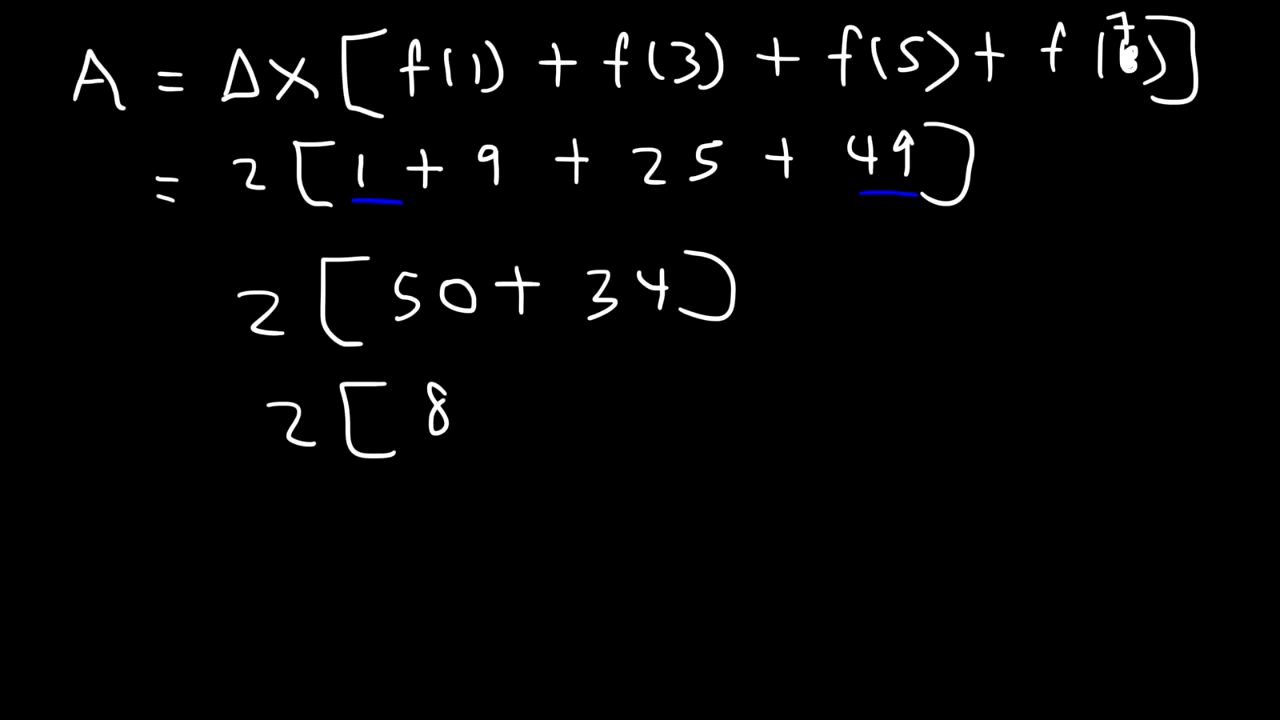 A = Δx [f(1) + f(3) + f(5) + f(7)]
= 2 [1 + 9 + 25 + 49]
2 [50 + 34)
2 [8